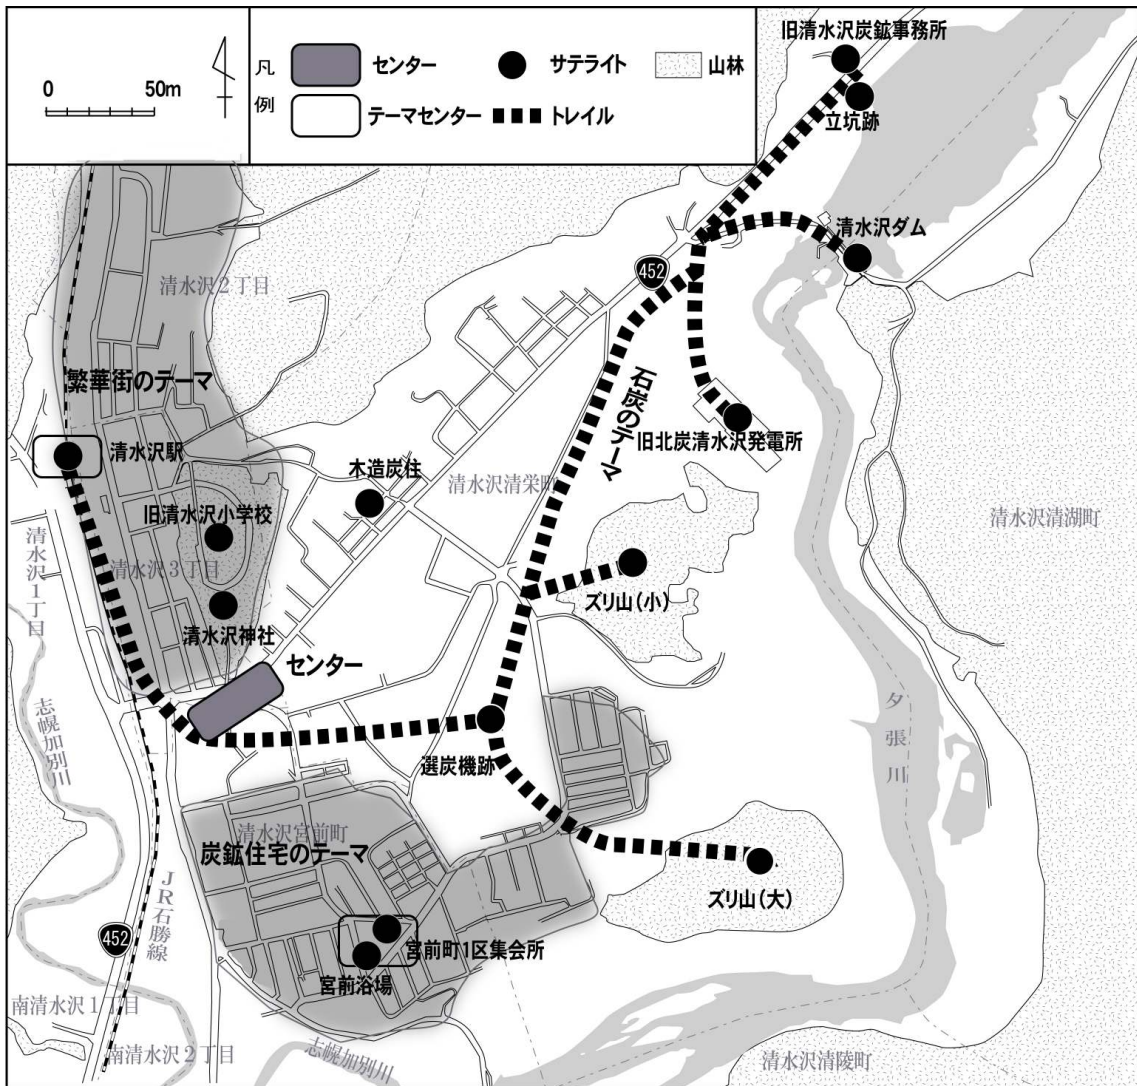 0 50m
凡例
センター
サテライト
山林
テーマセンター
トレイル
旧清水沢炭鉱事務所
立坑跡
清水沢ダム
452
清水沢2丁目
繁華街のテーマ
石炭のテーマ
清水沢駅
旧北炭清水沢発電所
木造炭住
清水沢清栄町
旧清水沢小学校
清水沢清湖町
清水沢1丁目
清水沢3丁目
ズリ山(小)
清水沢神社
センター
志幌加別川
夕張川
選炭機跡
清水沢宮前町
炭鉱住宅のテーマ
JR石勝線
ズリ山(大)
452
宮前町1区集会所
宮前浴場
南清水沢1丁目
南清水沢2丁目
志幌加別川
清水沢清陵町